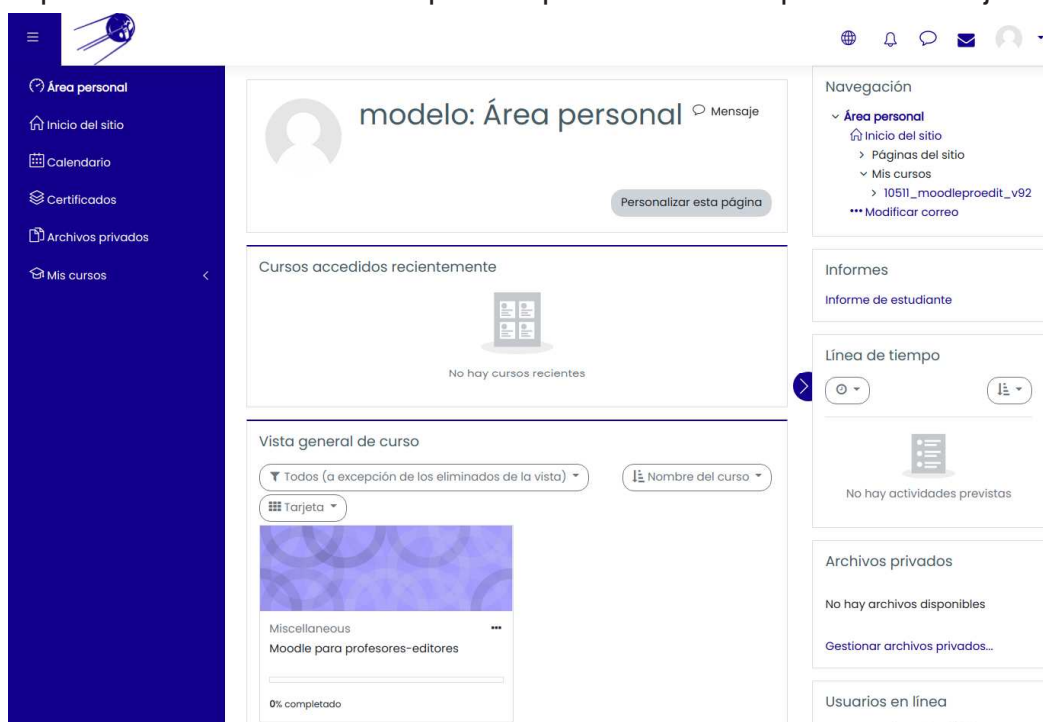 Área personal
Inicio del sitio
Calendario
Certificados
Archivos privados
Mis cursos
modelo: Área personal
Mensaje
Personalizar esta página
Cursos accedidos recientemente
No hay cursos recientes
Vista general de curso
Todos (a excepción de los eliminados de la vista)
Nombre del curso
Tarjeta
Miscellaneous
Moodle para profesores-editores
0% completado
Navegación
Área personal
Inicio del sitio
Páginas del sitio
Mis cursos
10511_moodleproedit_v92
Modificar correo
Informes
Informe de estudiante
Línea de tiempo
No hay actividades previstas
Archivos privados
No hay archivos disponibles
Gestionar archivos privados...
Usuarios en línea